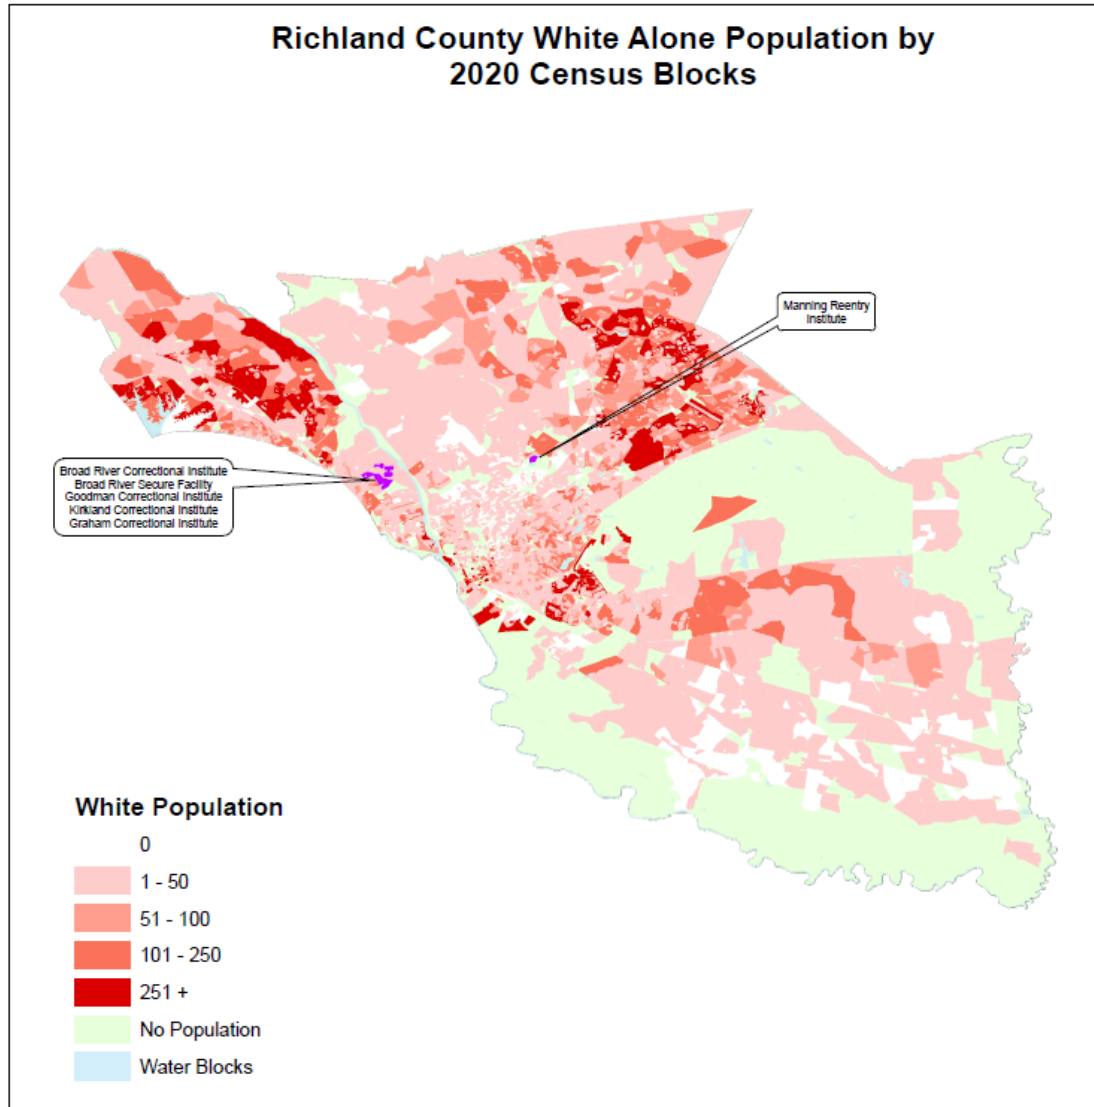 Richland County White Alone Population by
2020 Census Blocks
Manning Reentry
Institute
Broad River Correctional Institute
Broad River Secure Facility
Goodman Correctional Institute
Kirkland Correctional Institute
Graham Correctional Institute
White Population
0
1 - 50
51 - 100
101 - 250
251 +
No Population
Water Blocks